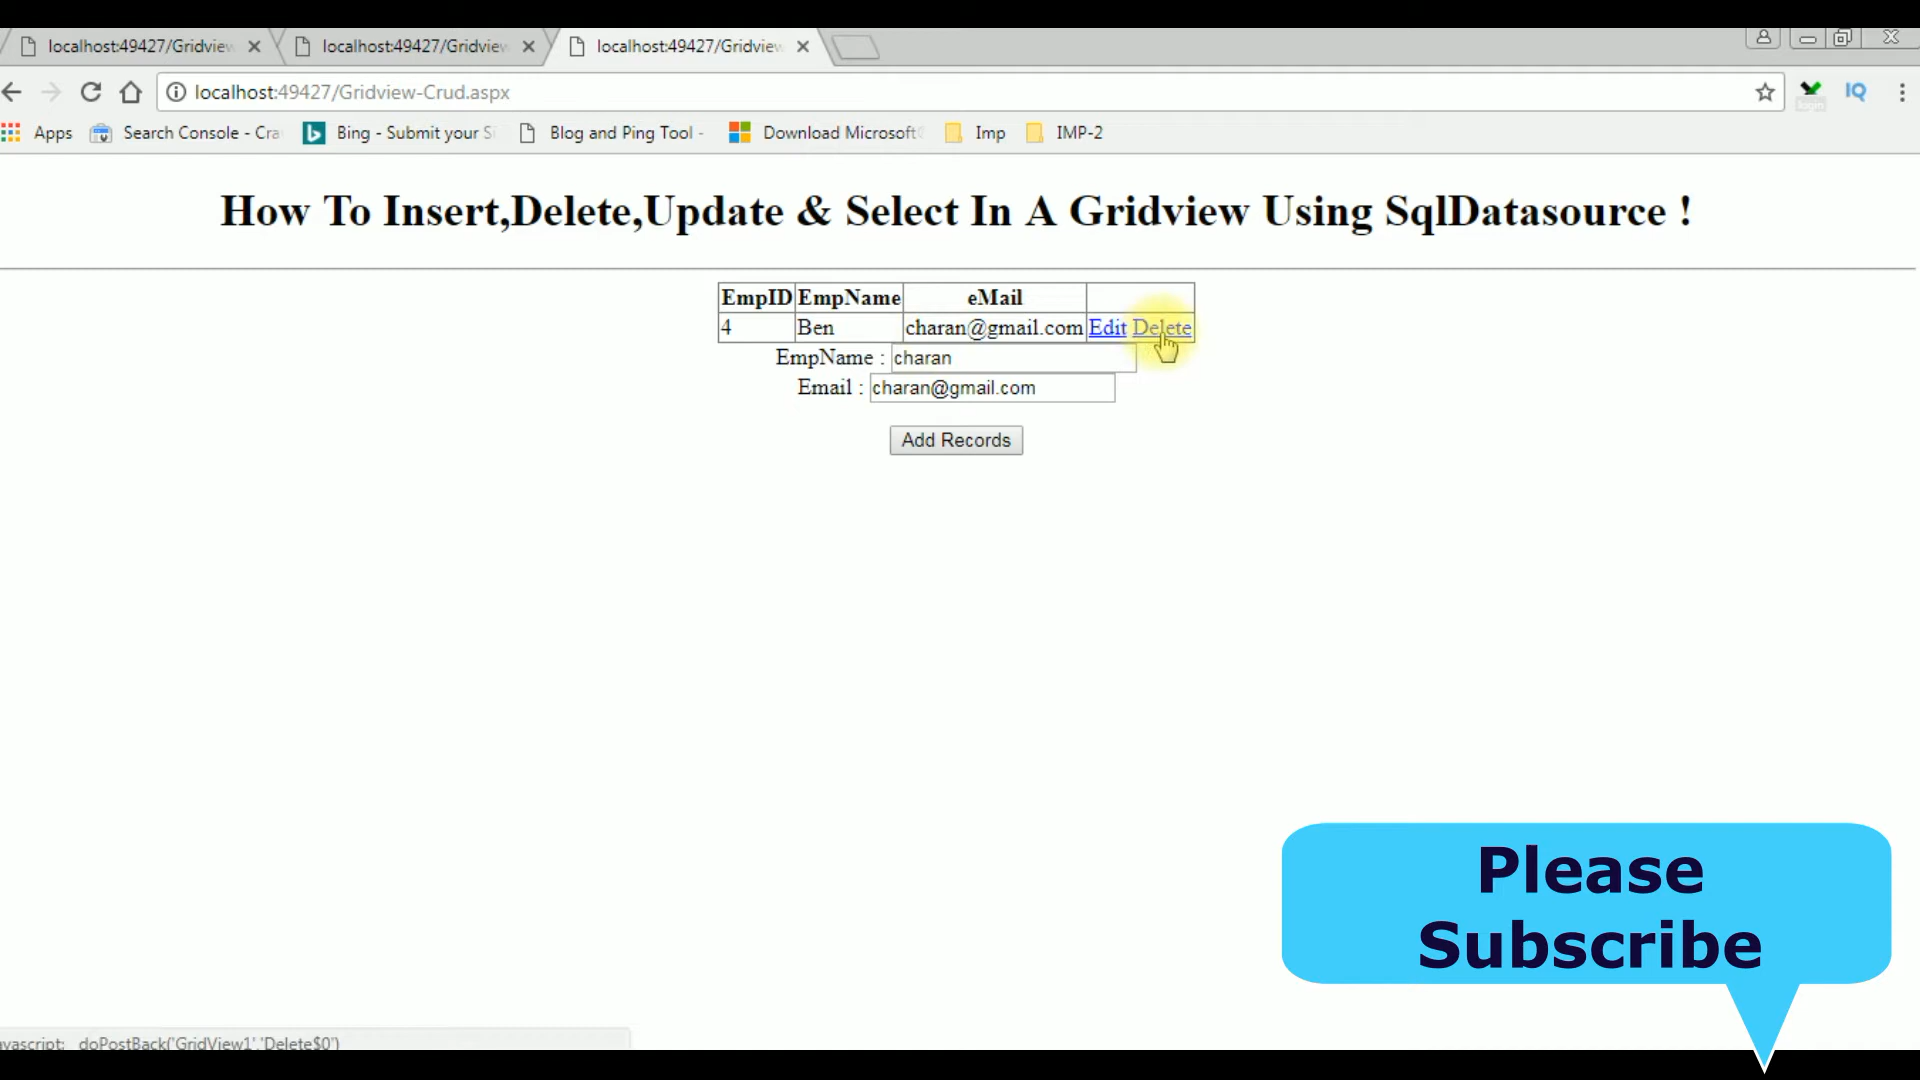 localhost:49427/Gridview localhost:49427/Gridview localhost:49427/Gridview
localhost:49427/Gridview-Crud.aspx IQ
Apps Search Console - Cra Bing - Submit your S Blog and Ping Tool - Download Microsoft Imp IMP-2
How To Insert,Delete,Update & Select In A Gridview Using SqlDatasource !
EmpID EmpName eMail
4 Ben charan@gmail.com Edit Delete
EmpName : charan
Email : charan@gmail.com
Add Records
Please
Subscribe
doPostBack('GridView1','Delete$0')